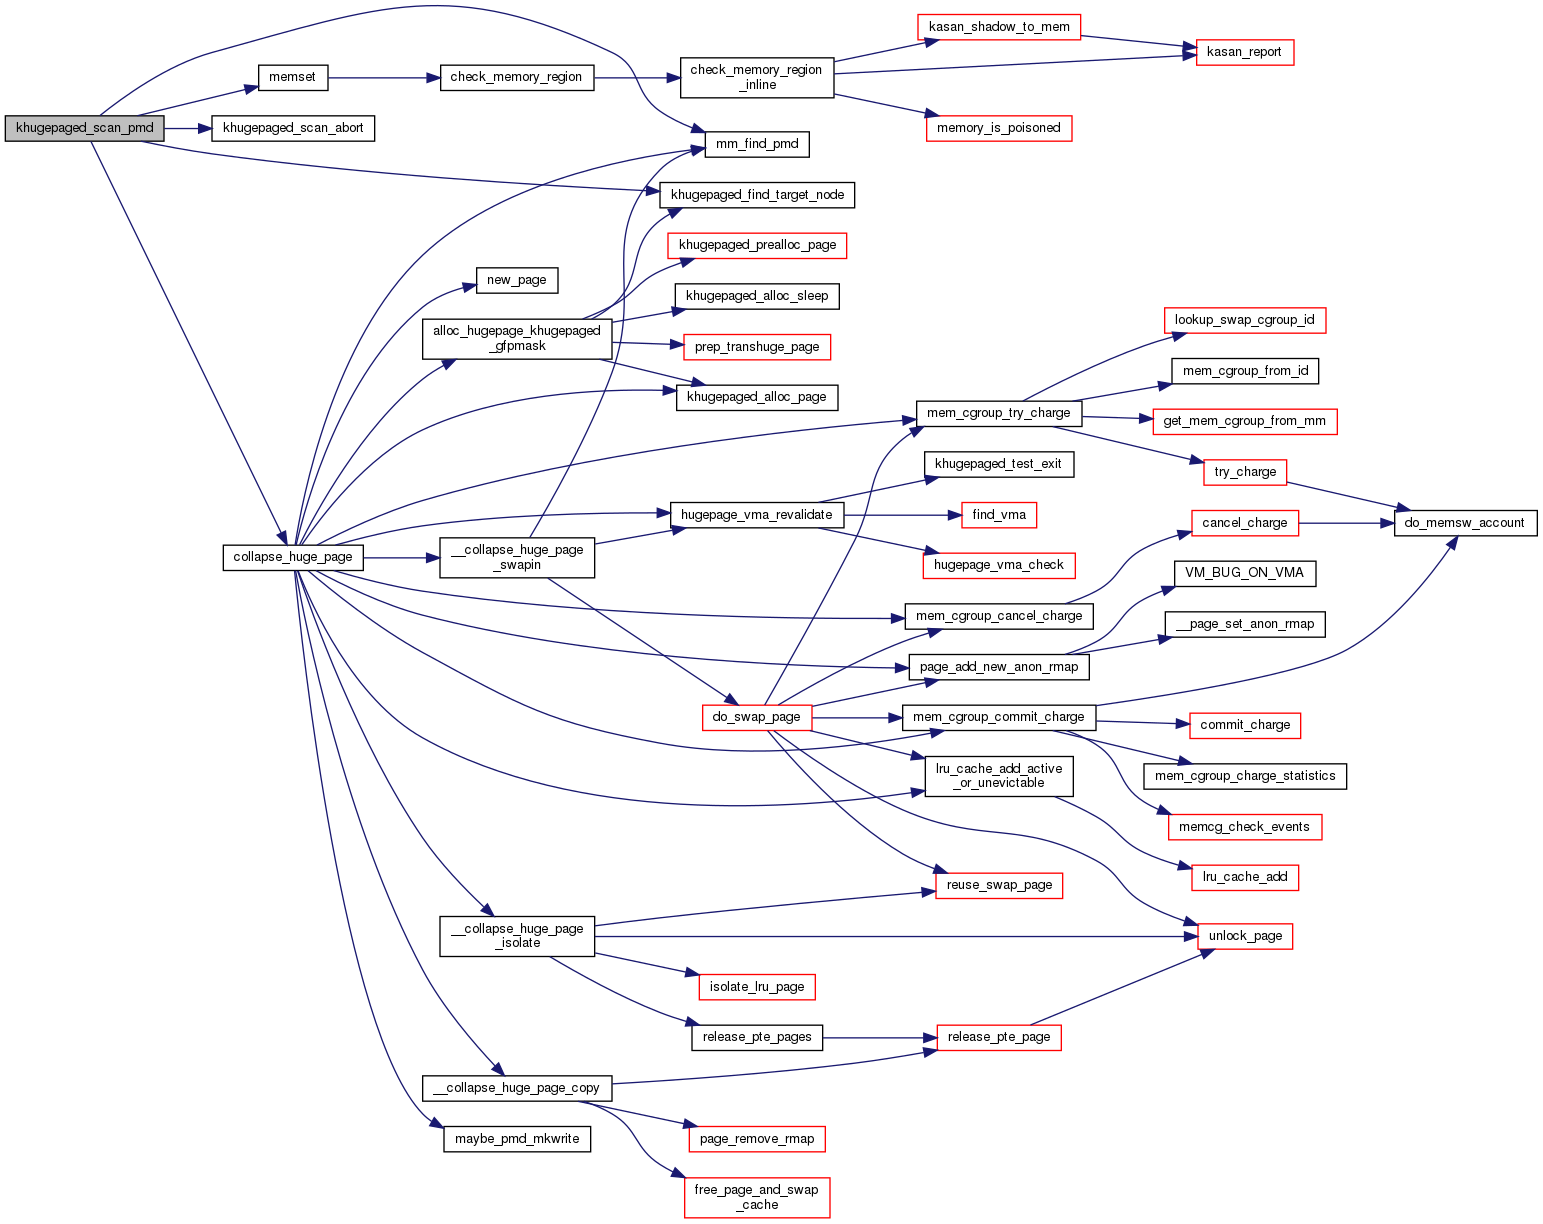 kasan_shadow_to_mem
kasan_report
memset
check_memory_region
check_memory_region
_inline
khugepaged_scan_pmd
khugepaged_scan_abort
memory_is_poisoned
mm_find_pmd
khugepaged_find_target_node
khugepaged_prealloc_page
new_page
khugepaged_alloc_sleep
alloc_hugepage_khugepaged
_gfpmask
prep_transhuge_page
khugepaged_alloc_page
lookup_swap_cgroup_id
mem_cgroup_from_id
mem_cgroup_try_charge
get_mem_cgroup_from_mm
khugepaged_test_exit
try_charge
hugepage_vma_revalidate
find_vma
cancel_charge
do_memsw_account
collapse_huge_page
__collapse_huge_page
_swapin
hugepage_vma_check
VM_BUG_ON_VMA
mem_cgroup_cancel_charge
__page_set_anon_rmap
page_add_new_anon_rmap
do_swap_page
mem_cgroup_commit_charge
commit_charge
lru_cache_add_active
_or_unevictable
mem_cgroup_charge_statistics
memcg_check_events
reuse_swap_page
lru_cache_add
__collapse_huge_page
_isolate
unlock_page
isolate_lru_page
release_pte_pages
release_pte_page
__collapse_huge_page_copy
maybe_pmd_mkwrite
page_remove_rmap
free_page_and_swap
_cache